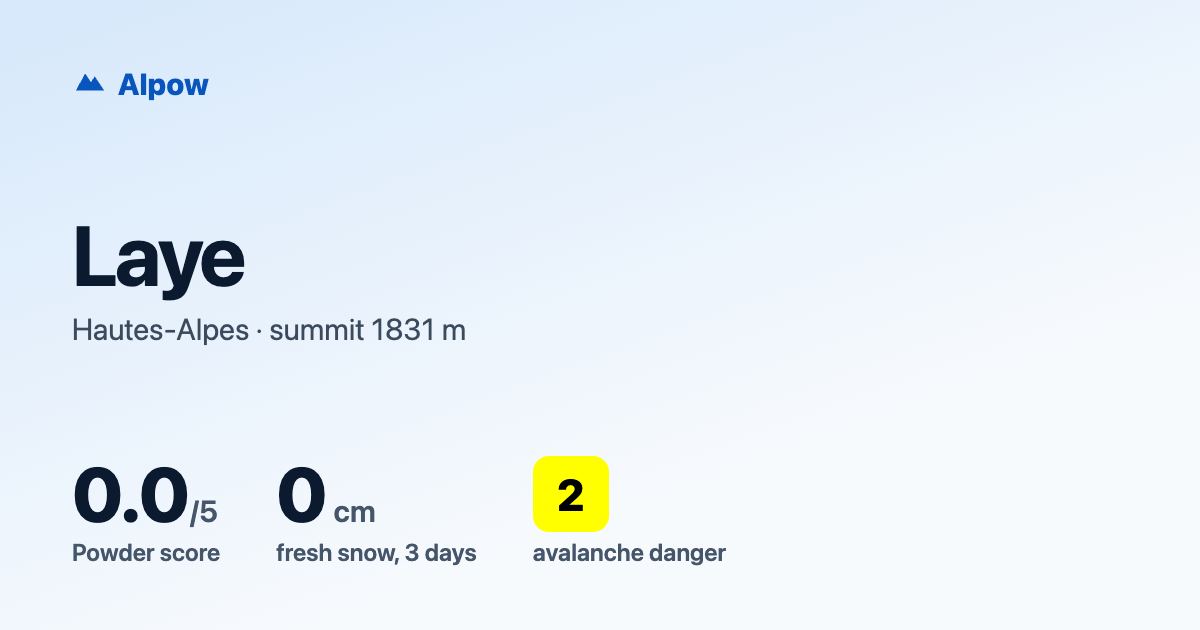 Alpow
Laye
Hautes-Alpes · summit 1831 m
0.0/5
Powder score
0 cm
fresh snow, 3 days
2
avalanche danger